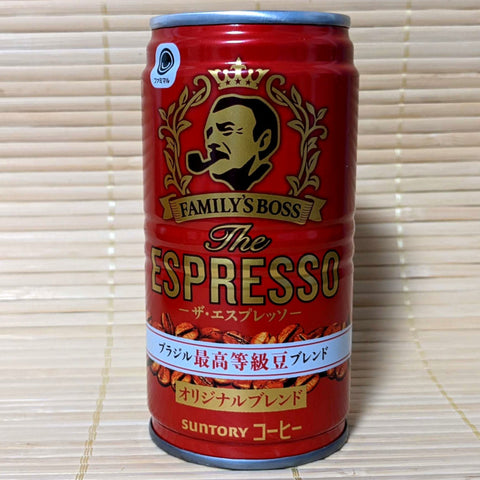 ファミマル
SUNTORY
FAMILY'S BOSS
The
ESPRESSO
ザ・エスプレッソ
ブラジル最高等級豆ブレンド
オリジナルブレンド
SUNTORY コーヒー